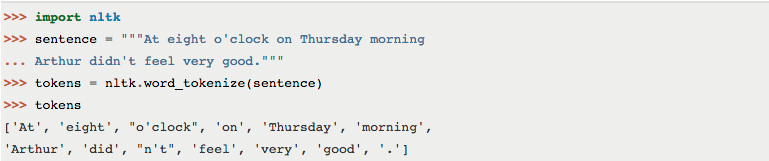 >>> import nltk
>>> sentence = """At eight o'clock on Thursday morning
... Arthur didn't feel very good."""
>>> tokens = nltk.word_tokenize(sentence)
>>> tokens
['At', 'eight', "o'clock", 'on', 'Thursday', 'morning',
'Arthur', 'did', "n't", 'feel', 'very', 'good', '.']